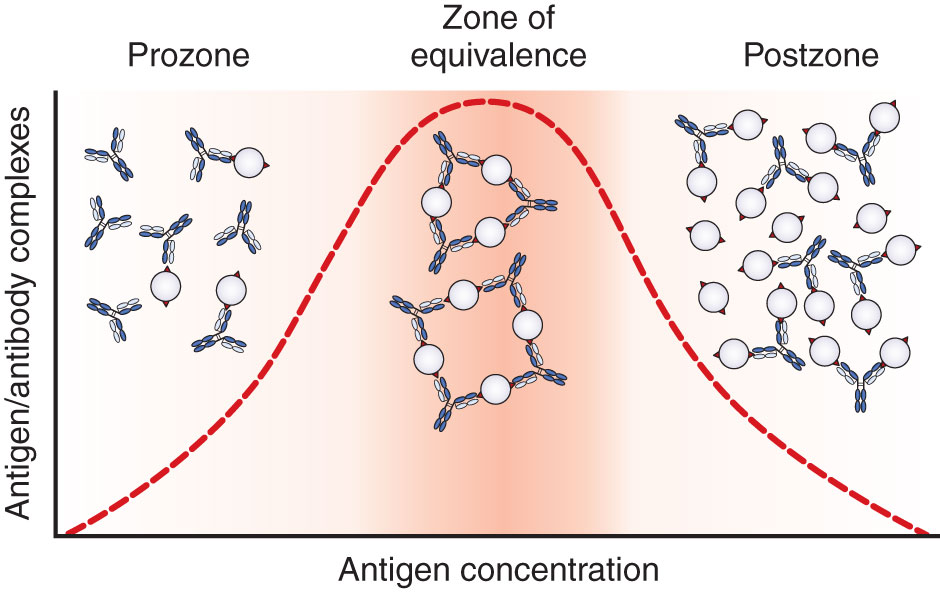 Prozone
Zone of
equivalence
Postzone
Antigen/antibody complexes
Antigen concentration